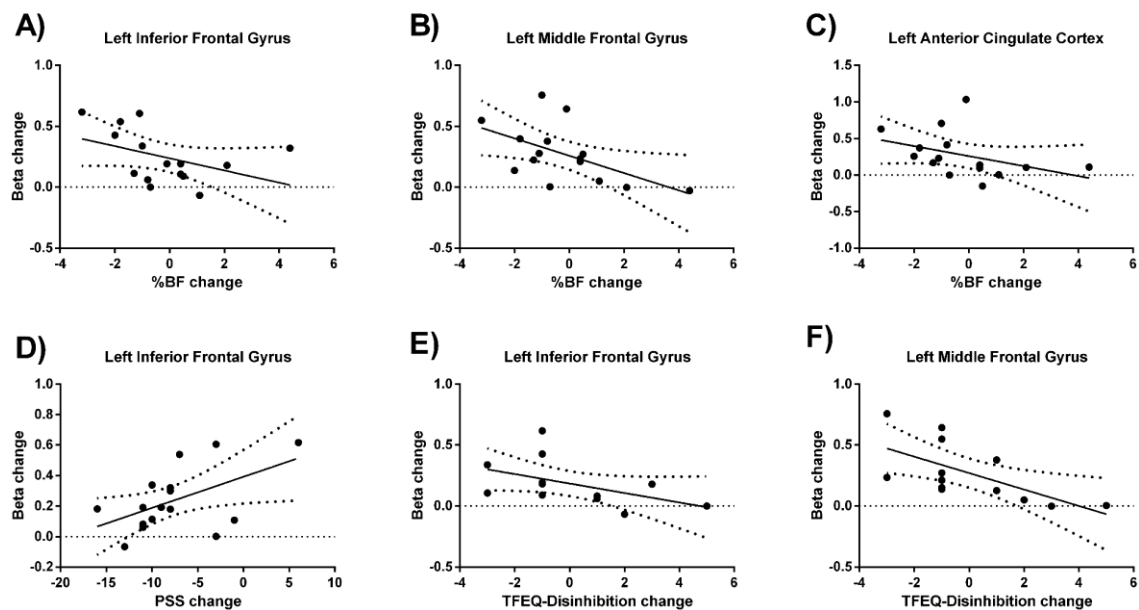 A)
Left Inferior Frontal Gyrus
Beta change
1.0
0.5
0.0
-0.5
-4 -2 0 2 4 6
%BF change
B)
Left Middle Frontal Gyrus
Beta change
1.0
0.5
0.0
-0.5
-4 -2 0 2 4 6
%BF change
C)
Left Anterior Cingulate Cortex
Beta change
1.5
1.0
0.5
0.0
0.5
1.0
-4 -2 0 2 4 6
%BF change
D)
Left Inferior Frontal Gyrus
Beta change
1.0
0.8
0.6
0.4
0.2
0.0
0.2
-20 -15 -10 -5 0 5 10
PSS change
E)
Left Inferior Frontal Gyrus
Beta change
1.0
0.5
0.0
-0.5
-4 -2 0 2 4 6
TFEQ-Disinhibition change
F)
Left Middle Frontal Gyrus
Beta change
1.0
0.5
0.0
0.5
-4 -2 0 2 4 6
TFEQ-Disinhibition change